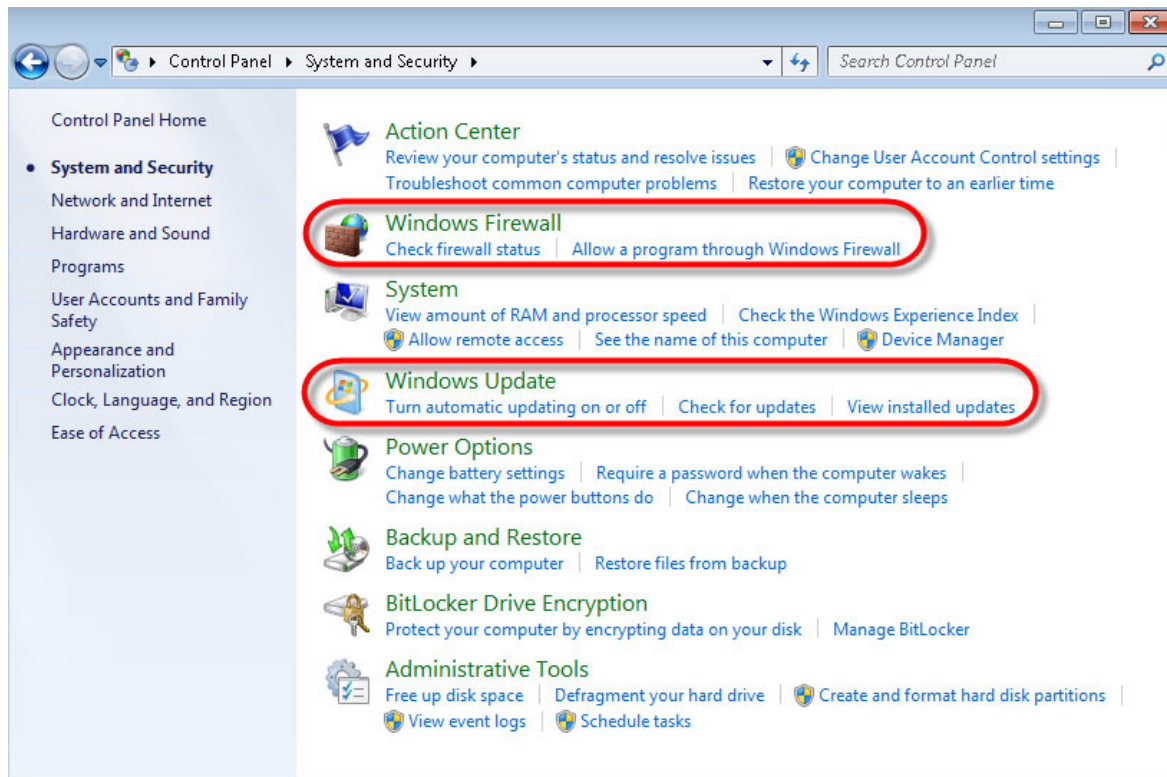 Control Panel System and Security
Search Control Panel
Control Panel Home
System and Security
Network and Internet
Hardware and Sound
Programs
User Accounts and Family
Safety
Appearance and
Personalization
Clock, Language, and Region
Ease of Access
Action Center
Review your computer's status and resolve issues Change User Account Control settings
Troubleshoot common computer problems Restore your computer to an earlier time
Windows Firewall
Check firewall status Allow a program through Windows Firewall
System
View amount of RAM and processor speed Check the Windows Experience Index
Allow remote access See the name of this computer Device Manager
Windows Update
Turn automatic updating on or off Check for updates View installed updates
Power Options
Change battery settings Require a password when the computer wakes
Change what the power buttons do Change when the computer sleeps
Backup and Restore
Back up your computer Restore files from backup
BitLocker Drive Encryption
Protect your computer by encrypting data on your disk Manage BitLocker
Administrative Tools
Free up disk space Defragment your hard drive Create and format hard disk partitions
View event logs Schedule tasks